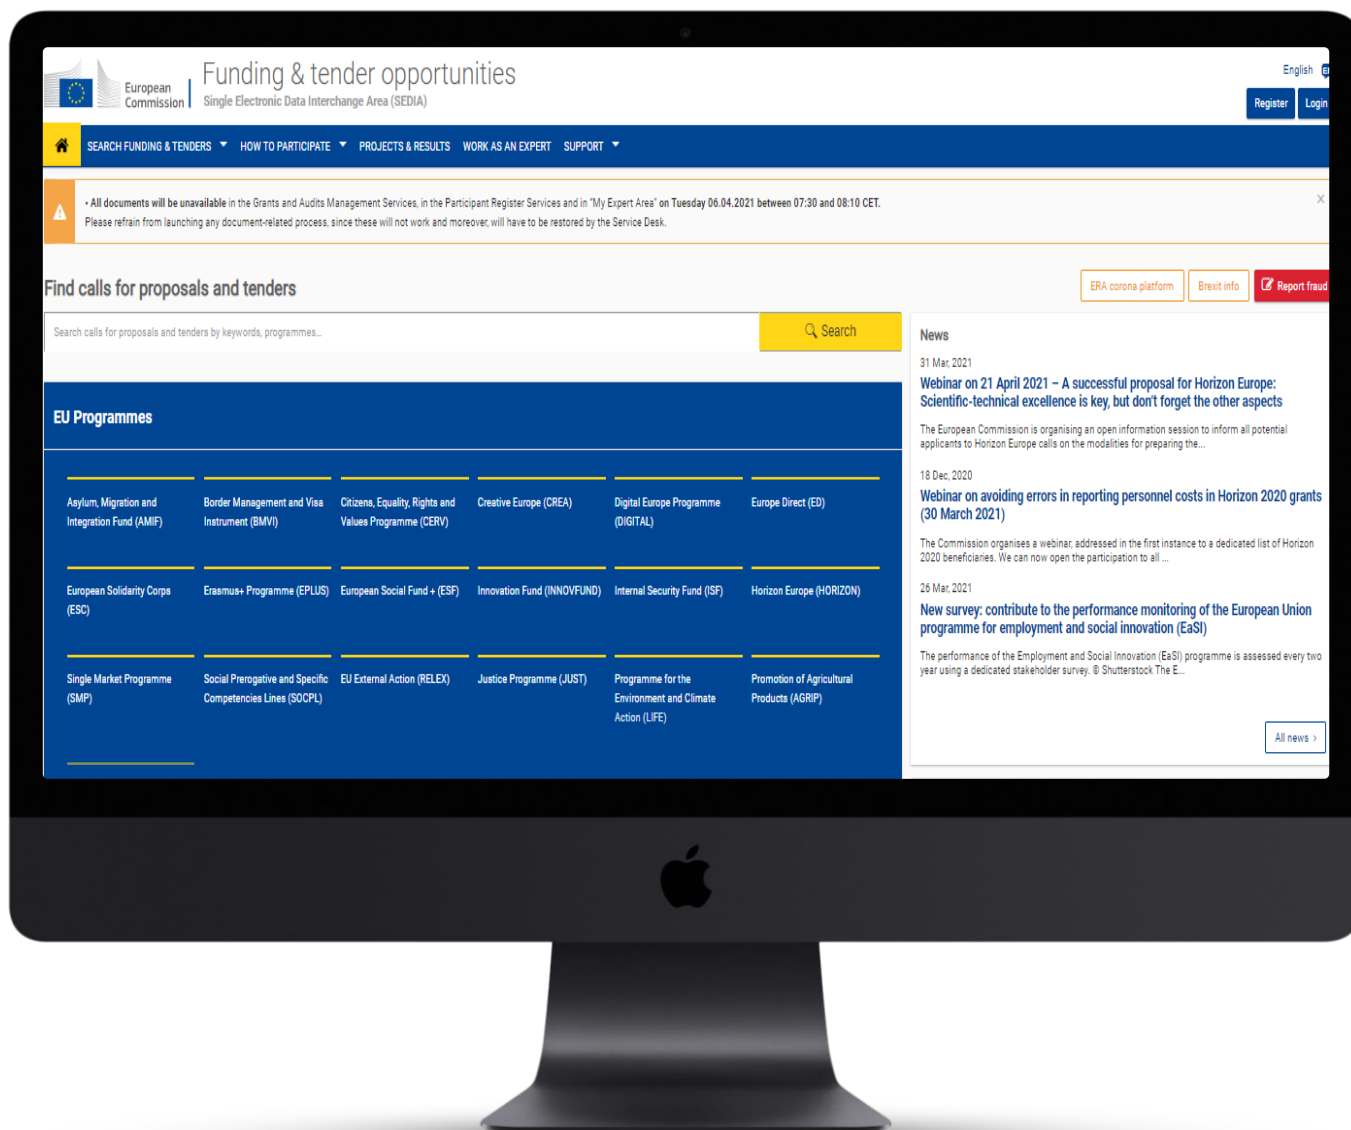 European
Commission
Funding & tender opportunities
Single Electronic Data Interchange Area (SEDIA)
English
Register
Login
SEARCH FUNDING & TENDERS
HOW TO PARTICIPATE
PROJECTS & RESULTS
WORK AS AN EXPERT
SUPPORT
• All documents will be unavailable in the Grants and Audits Management Services, in the Participant Register Services and in "My Expert Area" on Tuesday 06.04.2021 between 07:30 and 08:10 CET.
Please refrain from launching any document-related process, since these will not work and moreover, will have to be restored by the Service Desk.
Find calls for proposals and tenders
ERA corona platform
Brexit info
Report fraud
Search calls for proposals and tenders by keywords, programmes...
Search
EU Programmes
Asylum, Migration and
Integration Fund (AMIF)
Border Management and Visa
Instrument (BMVI)
Citizens, Equality, Rights and
Values Programme (CERV)
Creative Europe (CREA)
Digital Europe Programme
(DIGITAL)
Europe Direct (ED)
European Solidarity Corps
(ESC)
Erasmus+ Programme (EPLUS)
European Social Fund + (ESF)
Innovation Fund (INNOVFUND)
Internal Security Fund (ISF)
Horizon Europe (HORIZON)
Single Market Programme
(SMP)
Social Prerogative and Specific
Competencies Lines (SOCPL)
EU External Action (RELEX)
Justice Programme (JUST)
Programme for the
Environment and Climate
Action (LIFE)
Promotion of Agricultural
Products (AGRIP)
News
31 Mar, 2021
Webinar on 21 April 2021 – A successful proposal for Horizon Europe:
Scientific-technical excellence is key, but don't forget the other aspects
The European Commission is organising an open information session to inform all potential
applicants to Horizon Europe calls on the modalities for preparing the...
18 Dec, 2020
Webinar on avoiding errors in reporting personnel costs in Horizon 2020 grants
(30 March 2021)
The Commission organises a webinar, addressed in the first instance to a dedicated list of Horizon
2020 beneficiaries. We can now open the participation to all ...
26 Mar, 2021
New survey: contribute to the performance monitoring of the European Union
programme for employment and social innovation (EaSI)
The performance of the Employment and Social Innovation (EaSI) programme is assessed every two
year using a dedicated stakeholder survey. © Shutterstock The E...
All news >